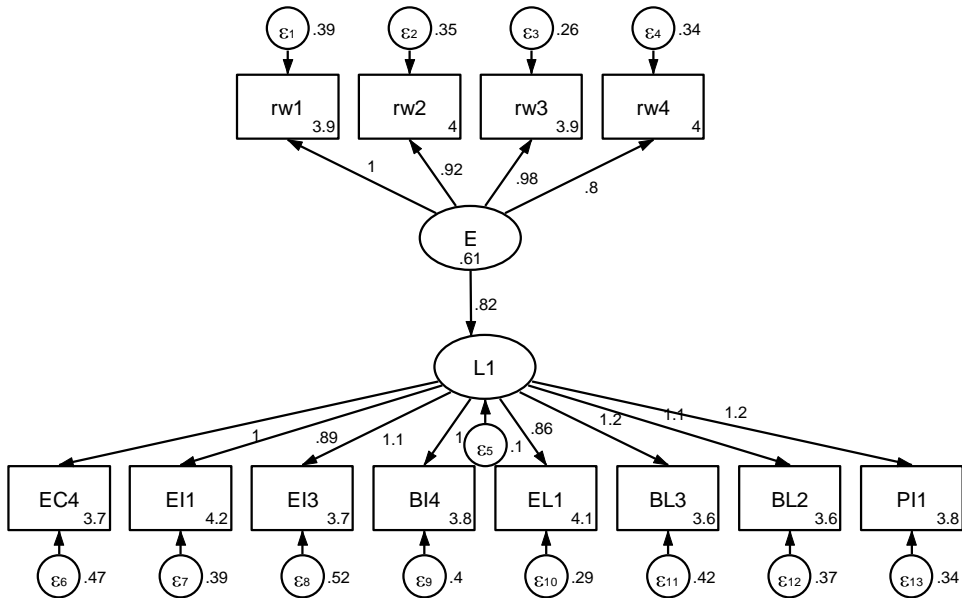 ε1 .39 ε2 .35 ε3 .26 ε4 .34
rw1 3.9 rw2 4 rw3 3.9 rw4 4
1 .92 .98 .8
E .61
.82
L1
1 .89 1.1 1 .86 1.2 1.1 1.2
ε5 .1
EC4 3.7 EI1 4.2 EI3 3.7 BI4 3.8 EL1 4.1 BL3 3.6 BL2 3.6 PI1 3.8
ε6 .47 ε7 .39 ε8 .52 ε9 .4 ε10 .29 ε11 .42 ε12 .37 ε13 .34